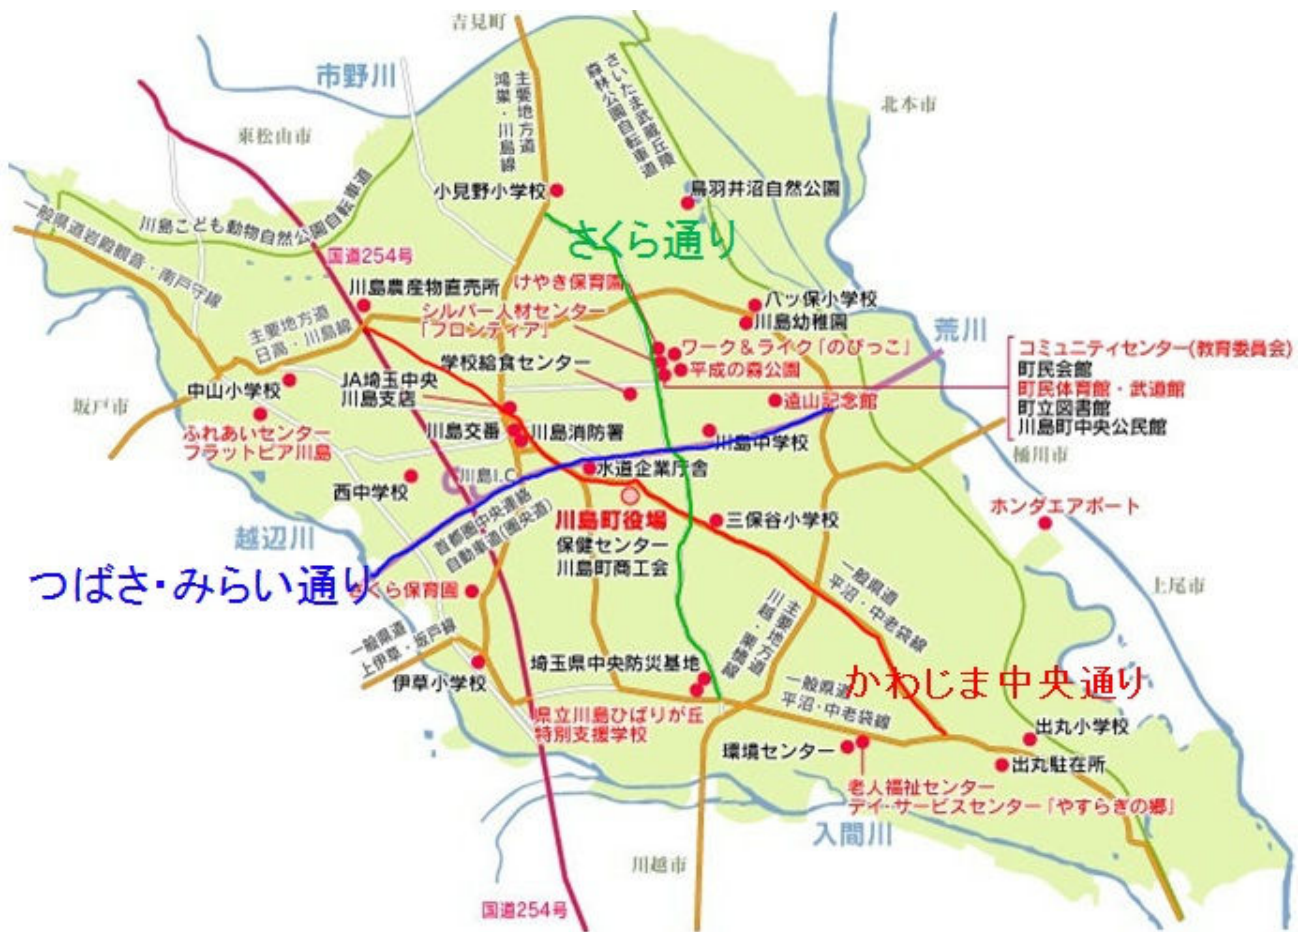 吉見町
市野川
主要地方道
鴻巣・川島線
さいたま武蔵丘陵
森林公園自転車道
北本市
東松山市
小見野小学校
鳥羽井沼自然公園
川島こども動物自然公園自転車道
一般県道岩殿観音・南戸守線
さくら通り
国道254号
川島農産物直売所
けやき保育園
シルバー人材センター
「フロンティア」
八ッ保小学校
川島幼稚園
荒川
主要地方道
日高・川島線
学校給食センター
ワーク&ライク「のびっこ」
平成の森公園
コミュニティセンター(教育委員会)
町民会館
町民体育館・武道館
町立図書館
川島町中央公民館
中山小学校
JA埼玉中央
川島支店
遠山記念館
坂戸市
ふれあいセンター
フラットピア川島
川島交番
川島消防署
川島中学校
桶川市
西中学校
川島I.C
水道企業庁舎
首都圏中央連絡
自動車道(圏央道)
川島町役場
保健センター
川島町商工会
三保谷小学校
ホンダエアポート
越辺川
つばさ・みらい通り
さくら保育園
一般県道
平沼・中老袋線
上尾市
主要地方道
川越・栗橋線
一般県道
上伊草・坂戸線
伊草小学校
埼玉県中央防災基地
一般県道
平沼・中老袋線
かわじま中央通り
県立川島ひばりが丘
特別支援学校
環境センター
出丸小学校
出丸駐在所
老人福祉センター
デイ・サービスセンター「やすらぎの郷」
入間川
川越市
国道254号